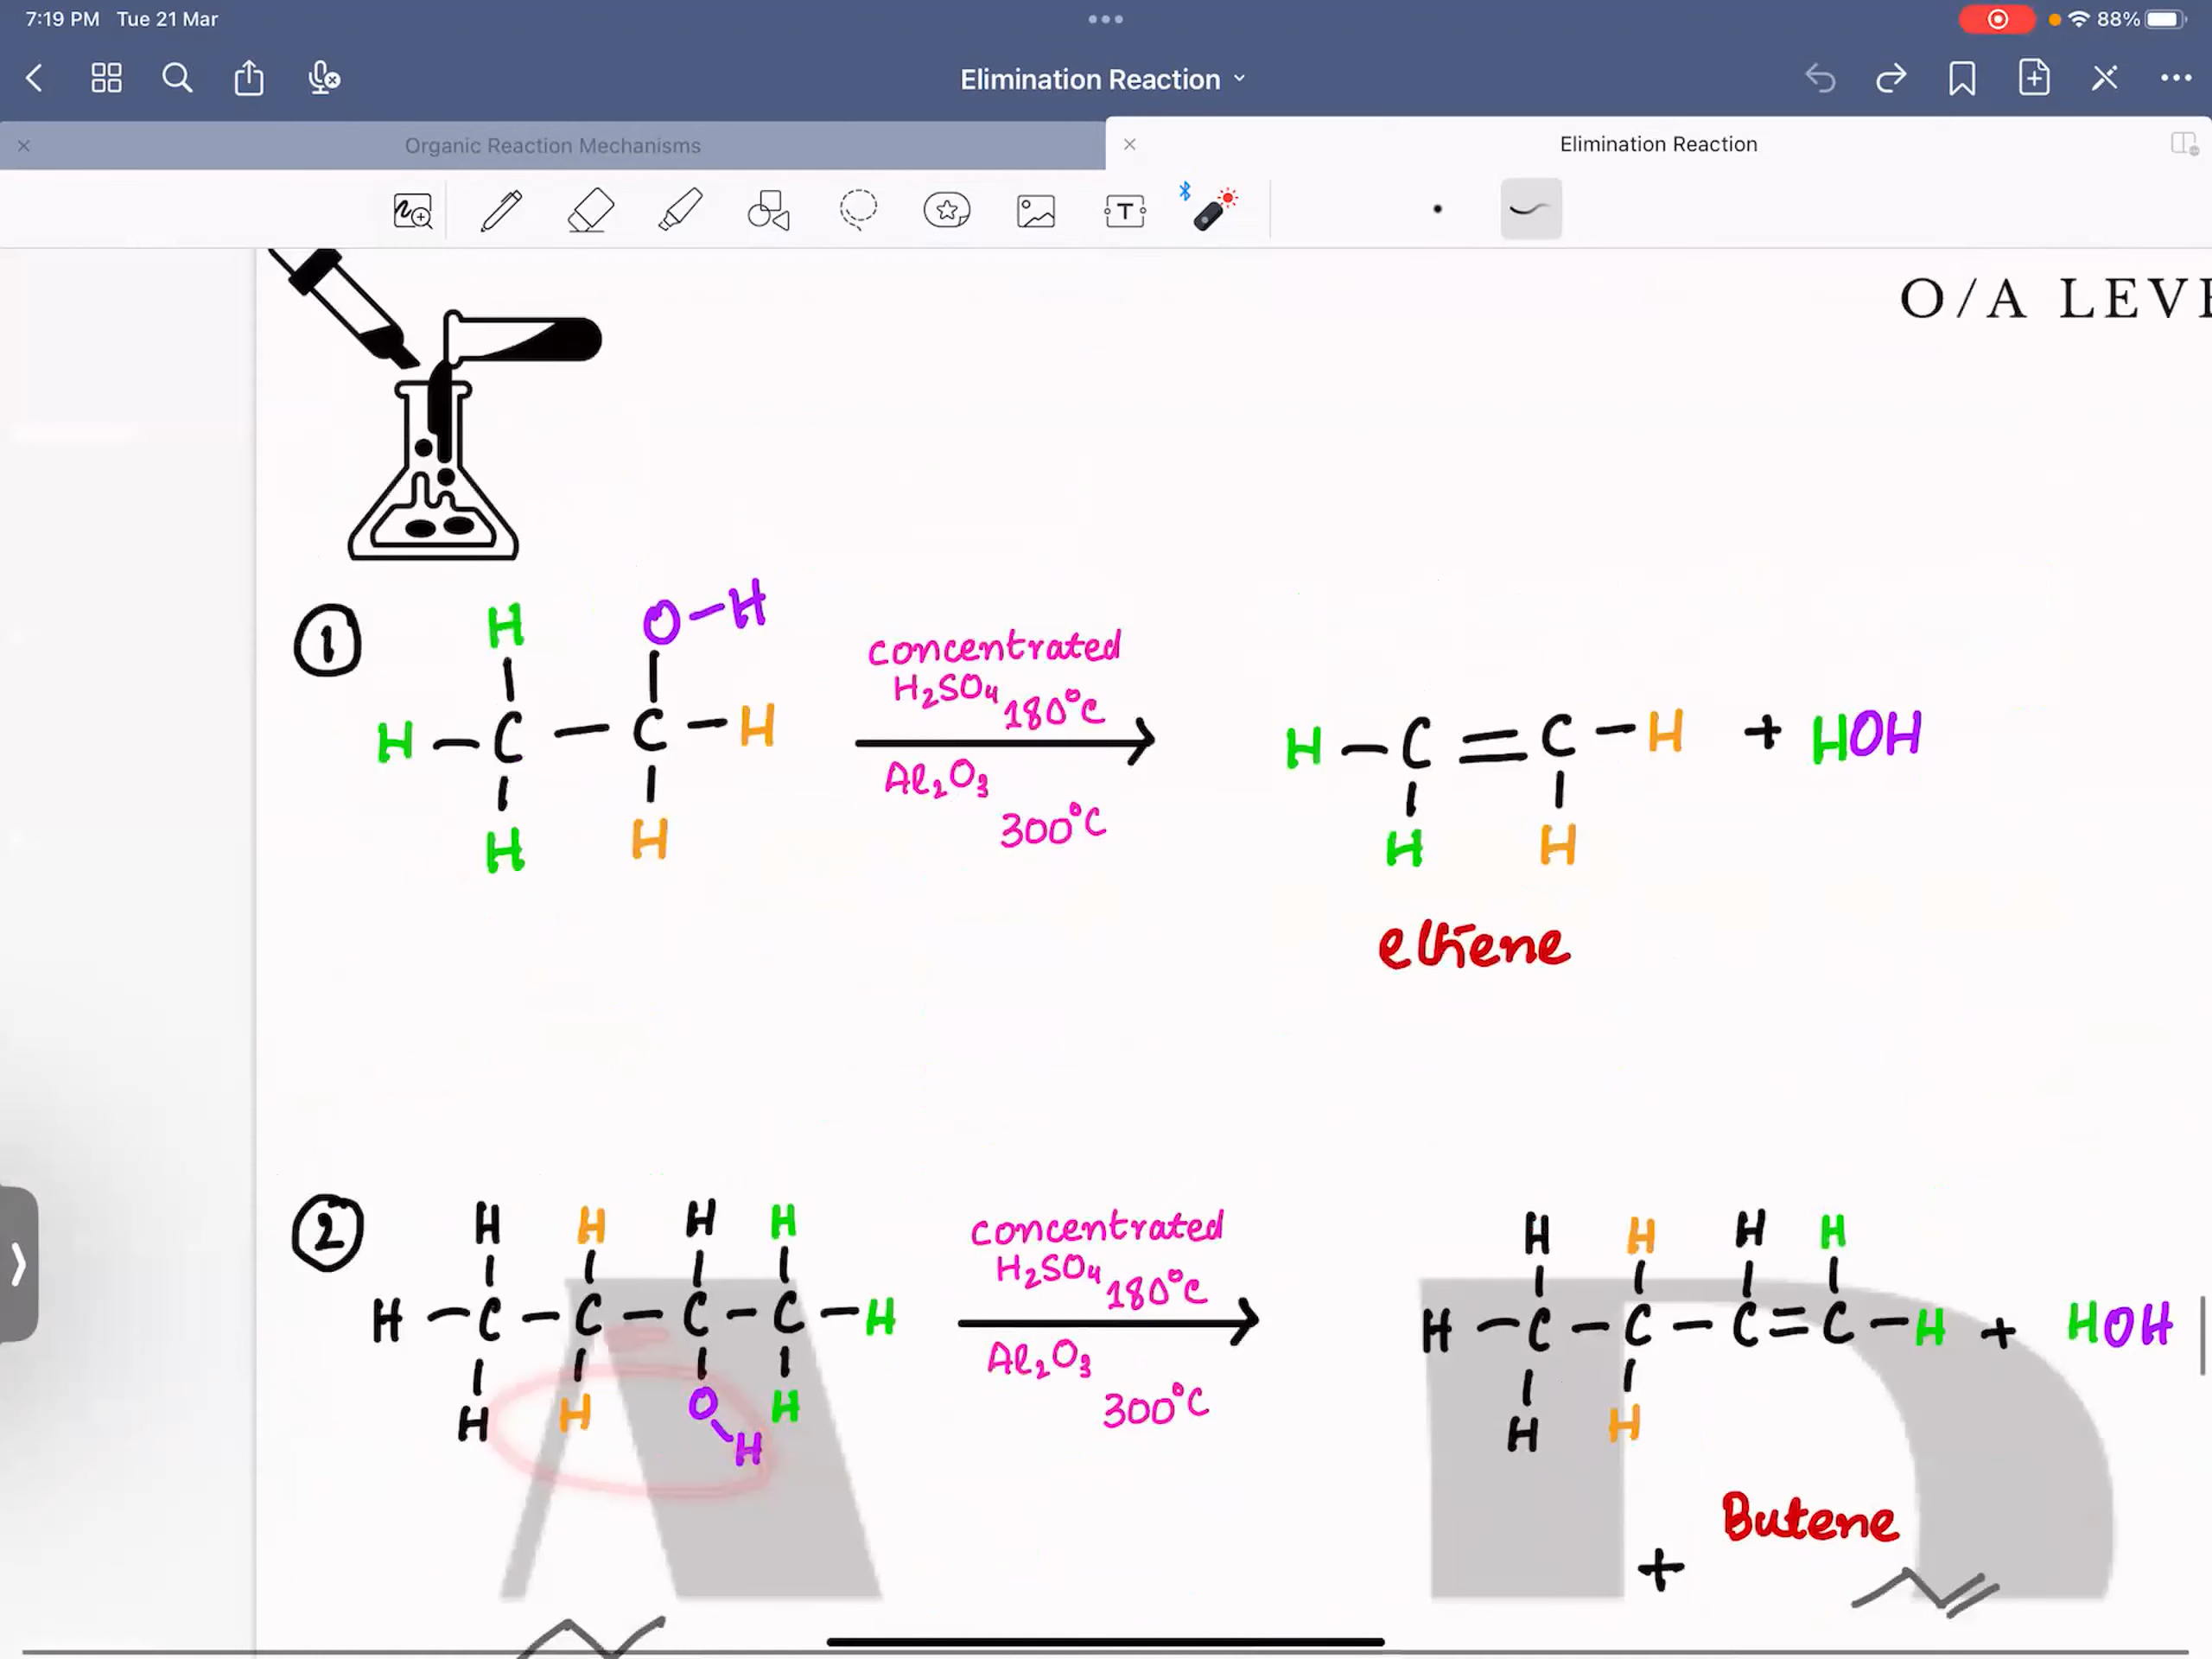 7:19 PM Tue 21 Mar
88%
Elimination Reaction
Organic Reaction Mechanisms
Elimination Reaction
T
O/A LEVE
1
H O-H
concentrated
H₂SO₄ 180°C
H-C-C-H
H-C=C-H + HOH
Al₂O₃
300°C
H H
H H
ethene
2
H H H H
concentrated
H₂SO₄ 180°C
H H H H
H-C-C-C-C-H
H-C-C-C=C-H + HOH
Al₂O₃
300°C
H H O H
H
H H
Butene
+